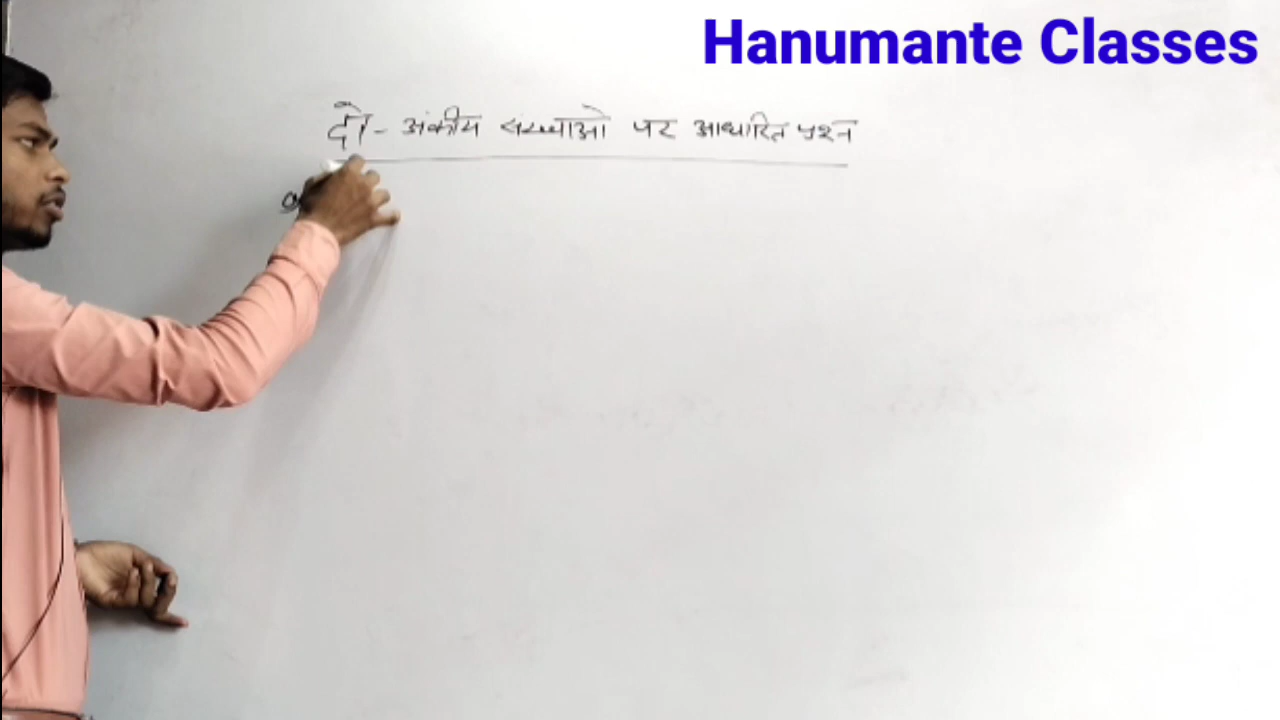 Hanumante Classes
दो - अंकीय संख्याओ पर आधारित प्रश्न